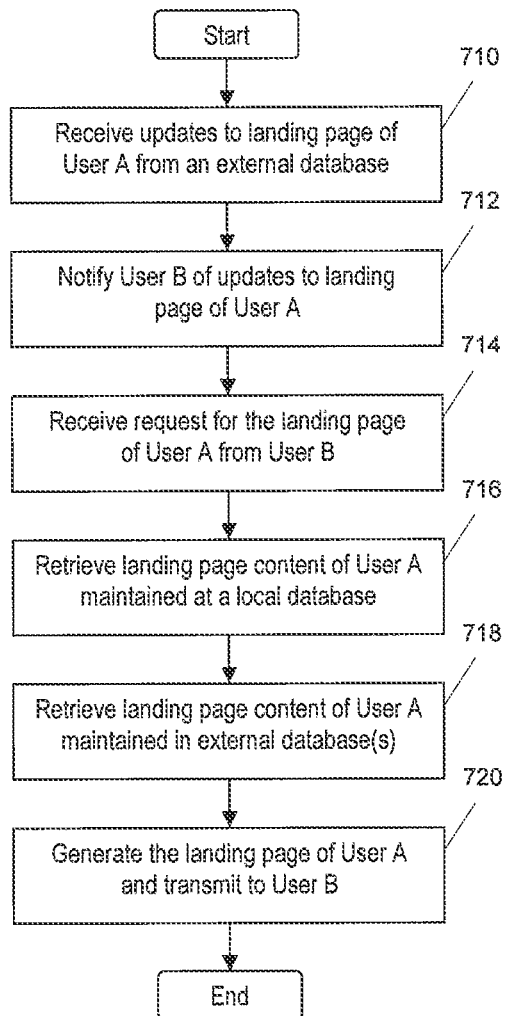 Start
710
Receive updates to landing page of
User A from an external database
712
Notify User B of updates to landing
page of User A
714
Receive request for the landing page
of User A from User B
716
Retrieve landing page content of User A
maintained at a local database
718
Retrieve landing page content of User A
maintained in external database(s)
720
Generate the landing page of User A
and transmit to User B
End